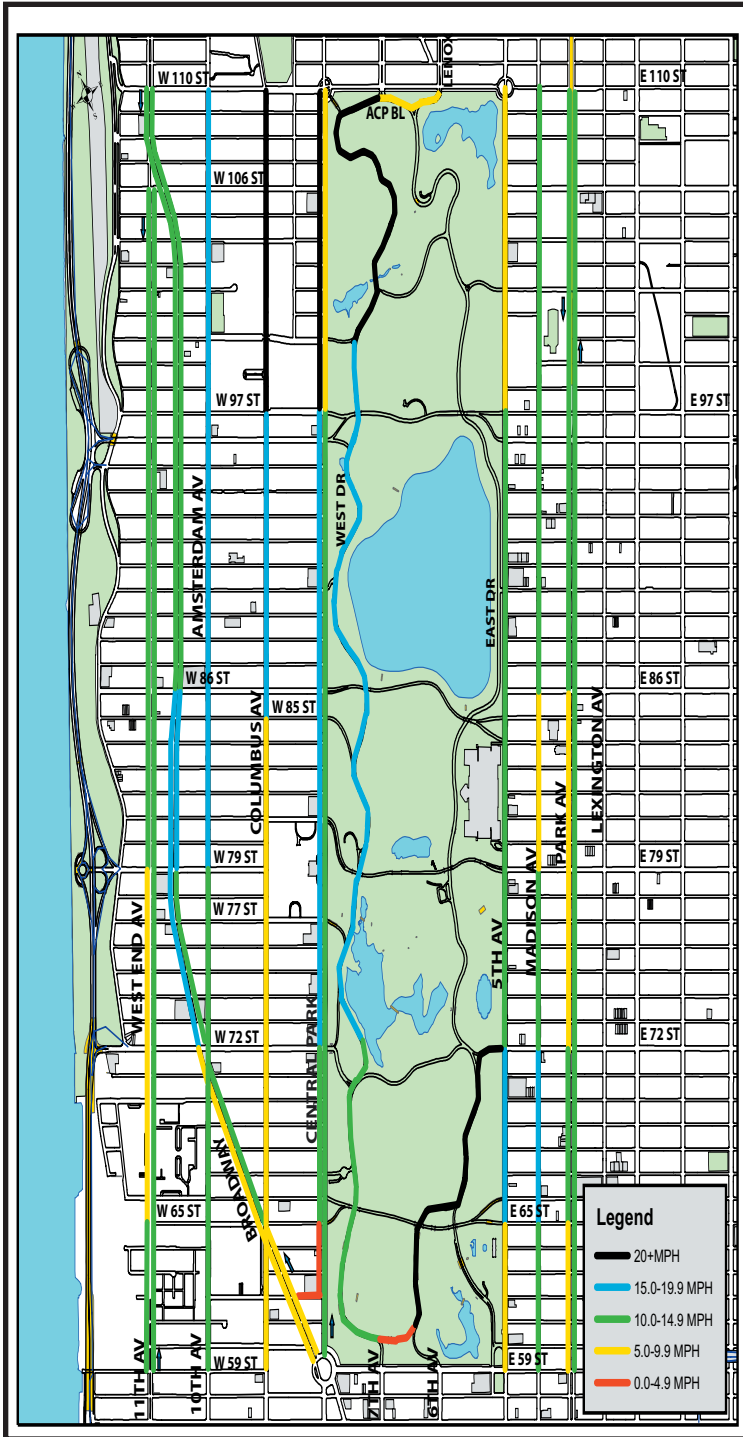 W 110 ST
LENOX
E 110 ST
ACP BL
W 106 ST
W 97 ST
E 97 ST
AMSTERDAM AV
WEST DR
EAST DR
W 86 ST
E 86 ST
COLUMBUS AV
W 85 ST
LEXINGTON AV
PARK AV
W 79 ST
E 79 ST
MADISON AV
W 77 ST
5TH AV
WEST END AV
W 72 ST
E 72 ST
CENTRAL PARK
BROADWAY
W 65 ST
E 65 ST
Legend
20+MPH
15.0-19.9 MPH
10.0-14.9 MPH
5.0-9.9 MPH
0.0-4.9 MPH
11TH AV
10TH AV
W 59 ST
7TH AV
6TH AV
E 59 ST